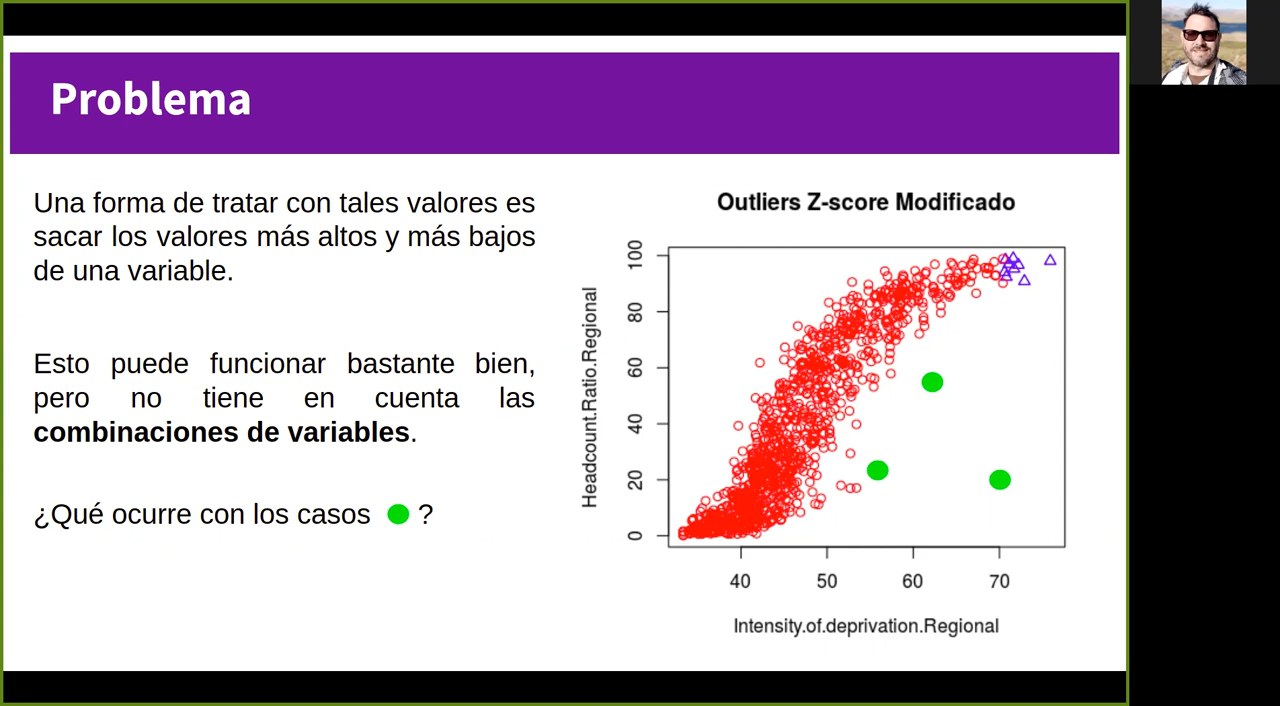 Problema
Una forma de tratar con tales valores es
sacar los valores más altos y más bajos
de una variable.
Esto puede funcionar bastante bien,
pero no tiene en cuenta las
combinaciones de variables.
¿Qué ocurre con los casos ?
Outliers Z-score Modificado
Headcount.Ratio.Regional
100
80
60
40
20
0
40 50 60 70
Intensity.of.deprivation.Regional